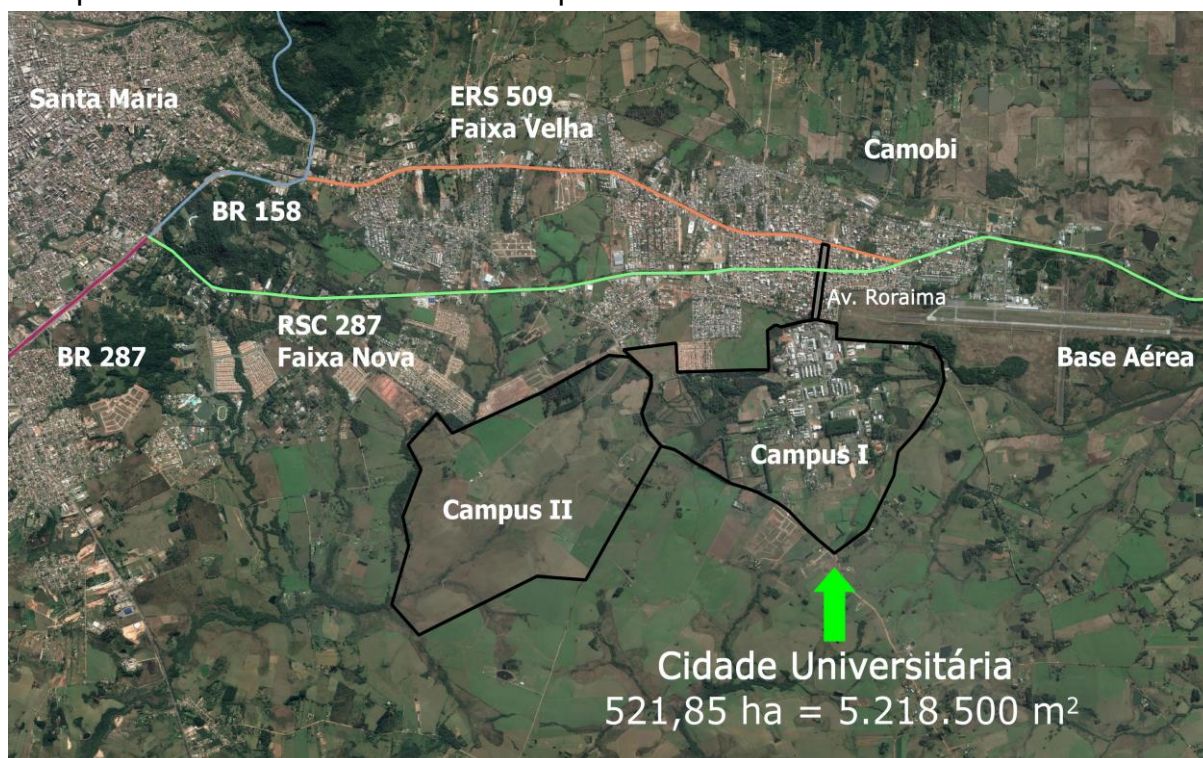 Santa Maria
ERS 509
Faixa Velha
Camobi
BR 158
Av. Roraima
RSC 287
Faixa Nova
BR 287
Base Aérea
Campus I
Campus II
Cidade Universitária
521,85 ha = 5.218.500 m²